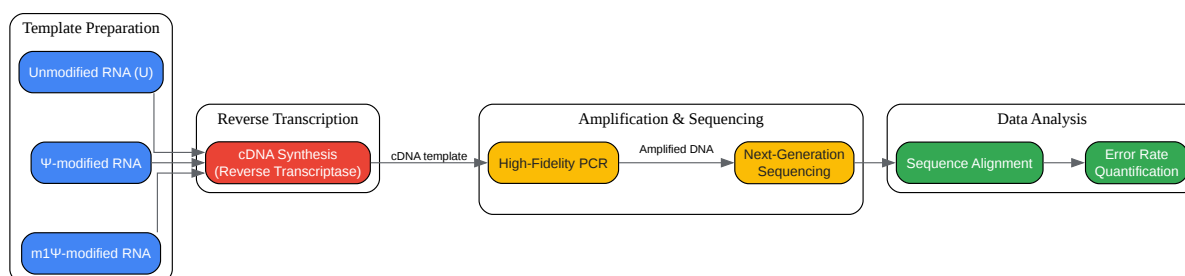 Template Preparation
Unmodified RNA (U)
Ψ-modified RNA
m1Ψ-modified RNA
Reverse Transcription
cDNA Synthesis
(Reverse Transcriptase)
cDNA template
Amplification & Sequencing
High-Fidelity PCR
Amplified DNA
Next-Generation
Sequencing
Data Analysis
Sequence Alignment
Error Rate
Quantification